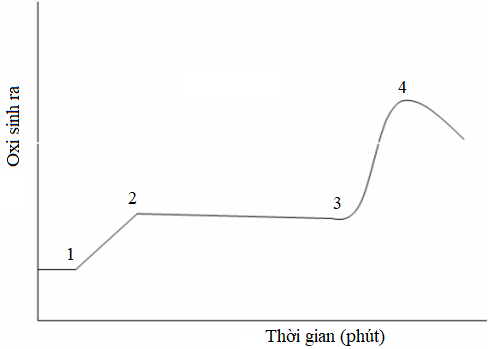 Oxi sinh ra
1
2
3
4
Thời gian (phút)